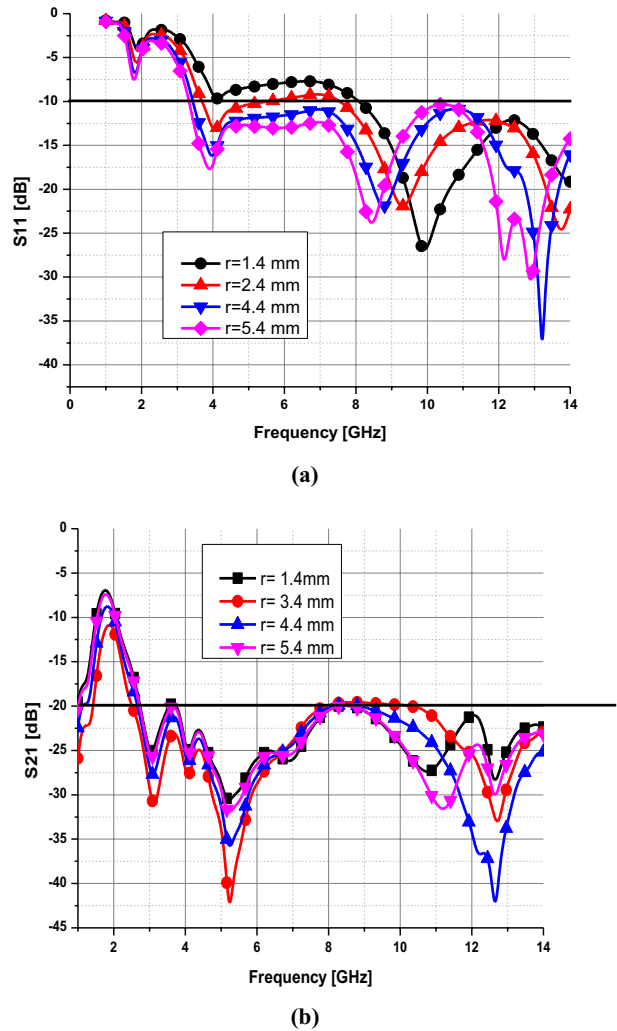 0
-5
-10
-15
-20
-25
-30
-35
-40
S11 [dB]
r=1.4 mm
r=2.4 mm
r=4.4 mm
r=5.4 mm
0 2 4 6 8 10 12 14
Frequency [GHz]
(a)
0
-5
-10
-15
-20
-25
-30
-35
-40
-45
S21 [dB]
r= 1.4mm
r= 3.4 mm
r= 4.4 mm
r= 5.4 mm
2 4 6 8 10 12 14
Frequency [GHz]
(b)